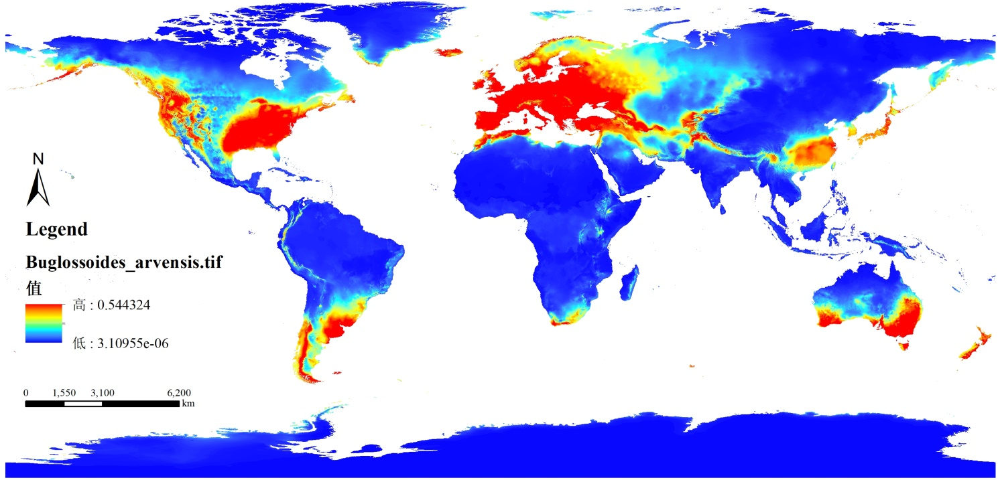 N
Legend
Buglossoides_arvensis.tif
值
高 : 0.544324
低 : 3.10955e-06
0 1,550 3,100 6,200
km